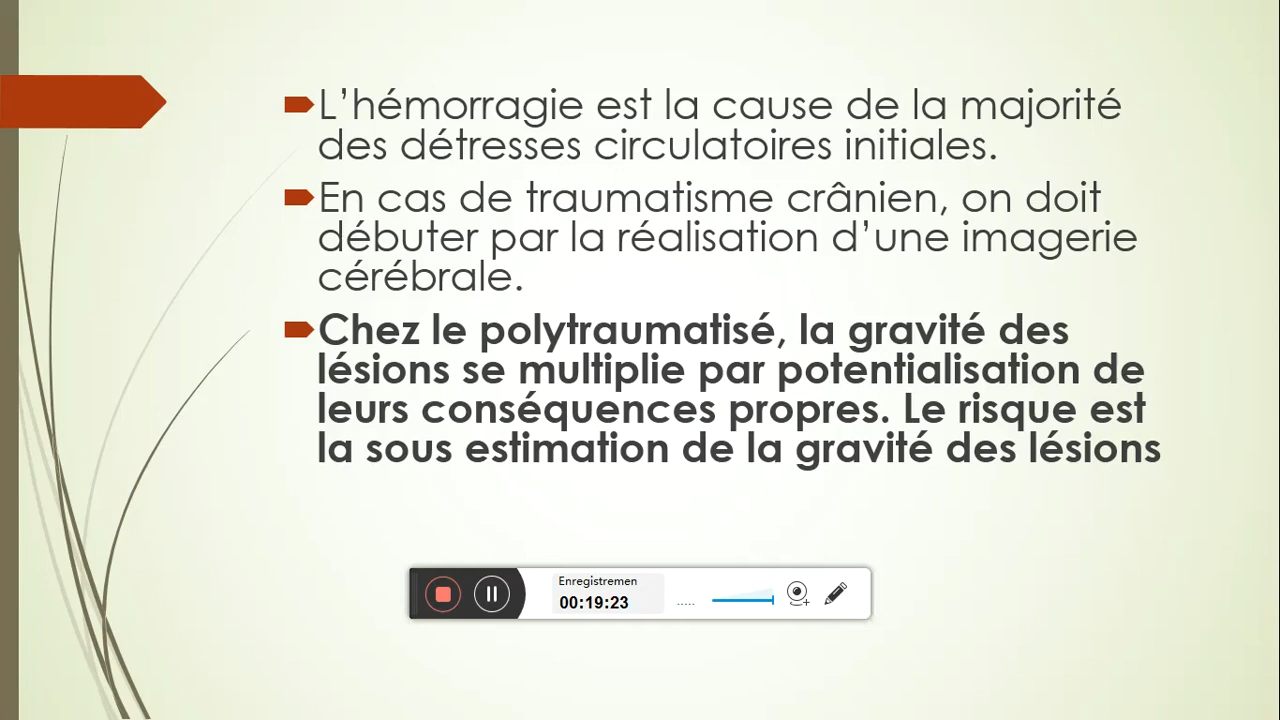 L’hémorragie est la cause de la majorité
des détresses circulatoires initiales.
En cas de traumatisme crânien, on doit
débuter par la réalisation d’une imagerie
cérébrale.
Chez le polytraumatisé, la gravité des
lésions se multiplie par potentialisation de
leurs conséquences propres. Le risque est
la sous estimation de la gravité des lésions
Enregistremen
00:19:23